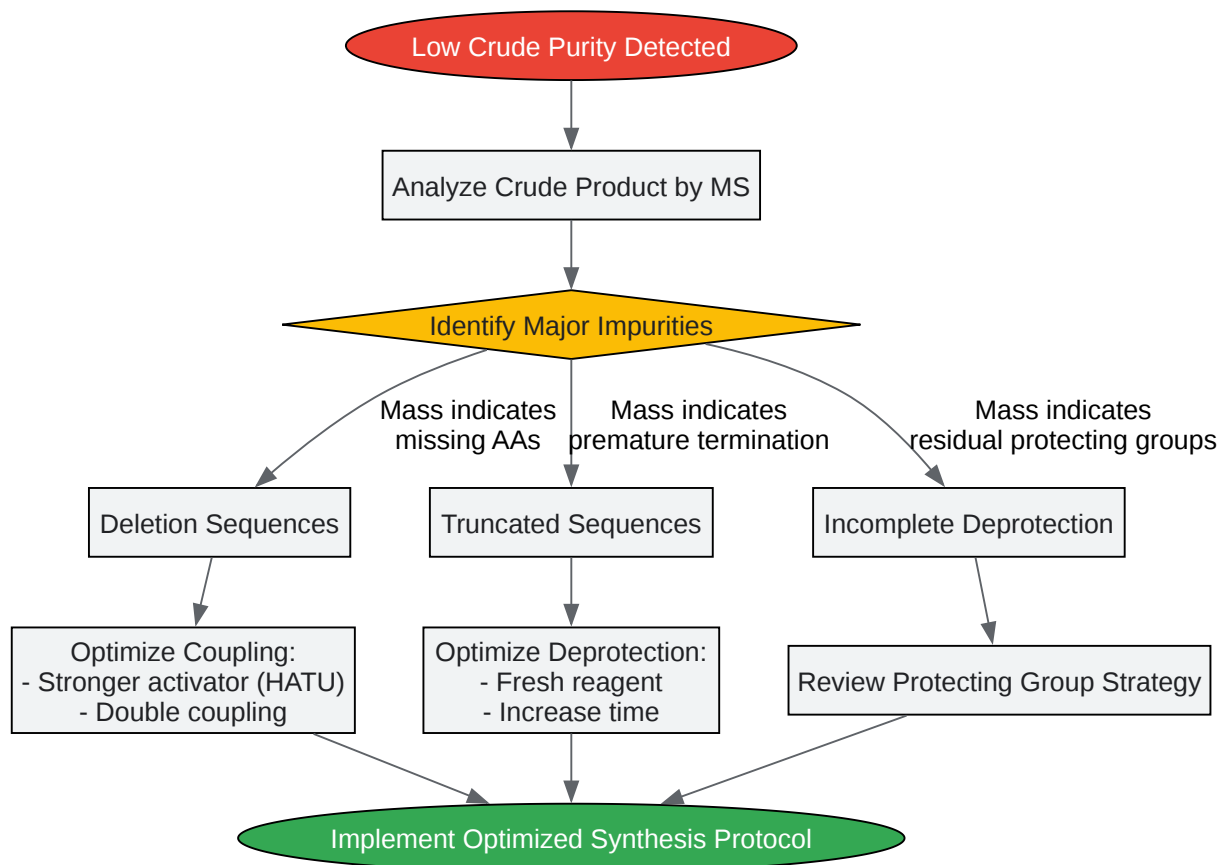 Low Crude Purity Detected
Analyze Crude Product by MS
Identify Major Impurities
Mass indicates
missing AAs
Mass indicates
premature termination
Mass indicates
residual protecting groups
Deletion Sequences
Truncated Sequences
Incomplete Deprotection
Optimize Coupling:
- Stronger activator (HATU)
- Double coupling
Optimize Deprotection:
- Fresh reagent
- Increase time
Review Protecting Group Strategy
Implement Optimized Synthesis Protocol